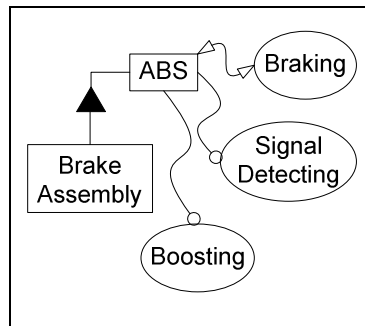 ABS
Braking
Brake
Assembly
Signal
Detecting
Boosting